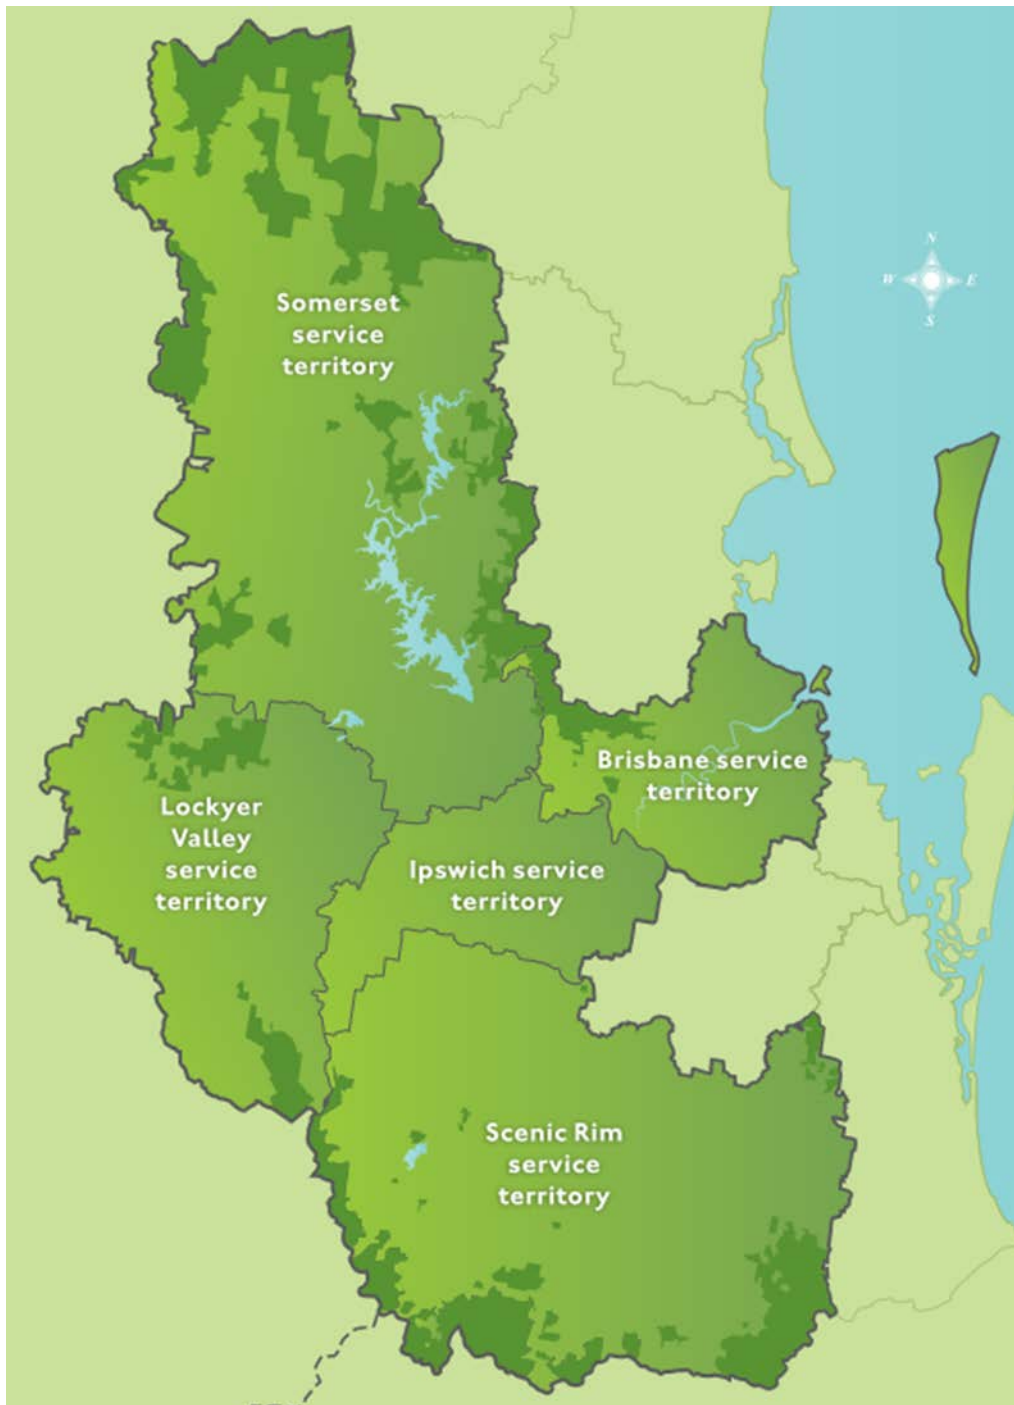 N
W E
S
Somerset
service
territory
Brisbane service
territory
Lockyer
Valley
service
territory
Ipswich service
territory
Scenic Rim
service
territory